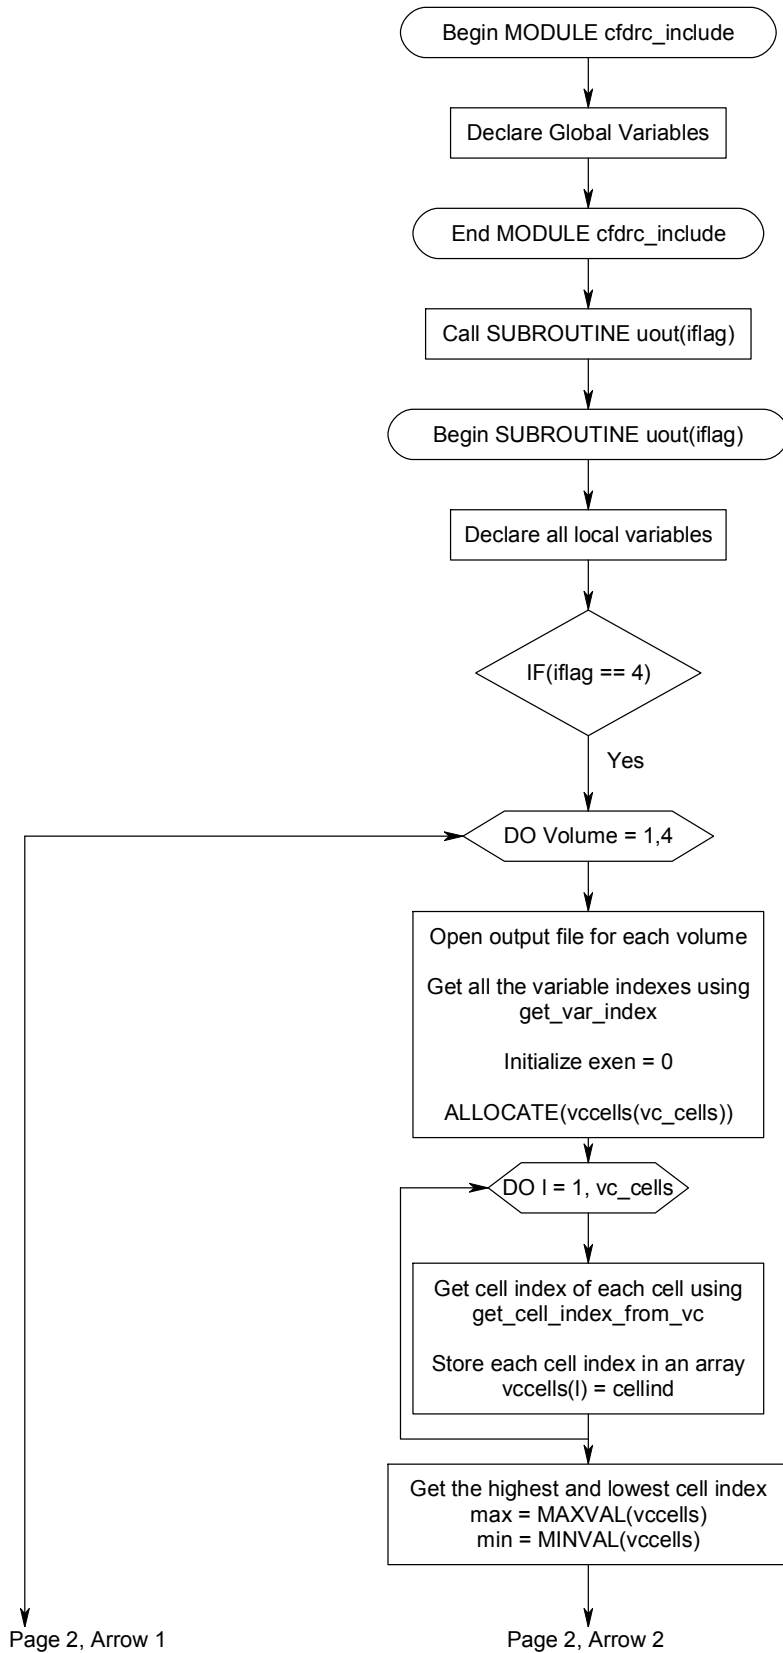 Begin MODULE cfdrc_include
Declare Global Variables
End MODULE cfdrc_include
Call SUBROUTINE uout(iflag)
Begin SUBROUTINE uout(iflag)
Declare all local variables
IF(iflag == 4)
Yes
DO Volume = 1,4
Open output file for each volume
Get all the variable indexes using
get_var_index
Initialize exen = 0
ALLOCATE(vccells(vc_cells))
DO I = 1, vc_cells
Get cell index of each cell using
get_cell_index_from_vc
Store each cell index in an array
vccells(I) = cellind
Get the highest and lowest cell index
max = MAXVAL(vccells)
min = MINVAL(vccells)
Page 2, Arrow 1
Page 2, Arrow 2